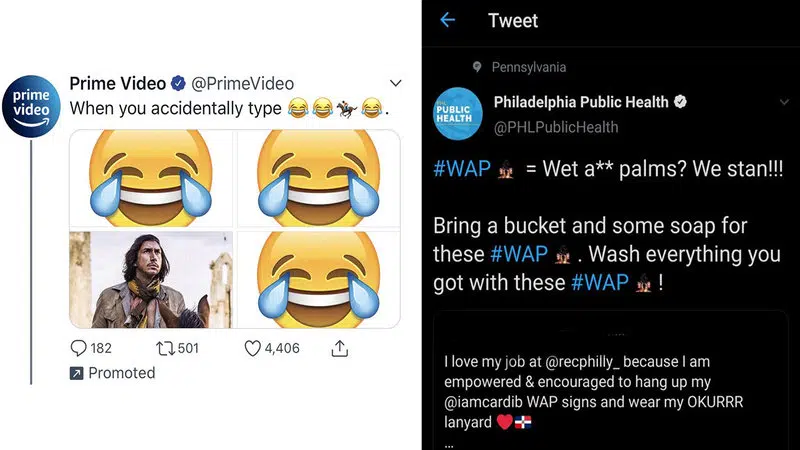 prime video
Prime Video @PrimeVideo
When you accidentally type 😂😂🏇😂.
182 501 4,406
Promoted
Tweet
Pennsylvania
PUBLIC HEALTH
Philadelphia Public Health
@PHLPublicHealth
#WAP = Wet a** palms? We stan!!!
Bring a bucket and some soap for
these #WAP . Wash everything you
got with these #WAP !
I love my job at @recphilly_ because I am
empowered & encouraged to hang up my
@iamcardib WAP signs and wear my OKURRR
lanyard ❤️🇩🇴
...